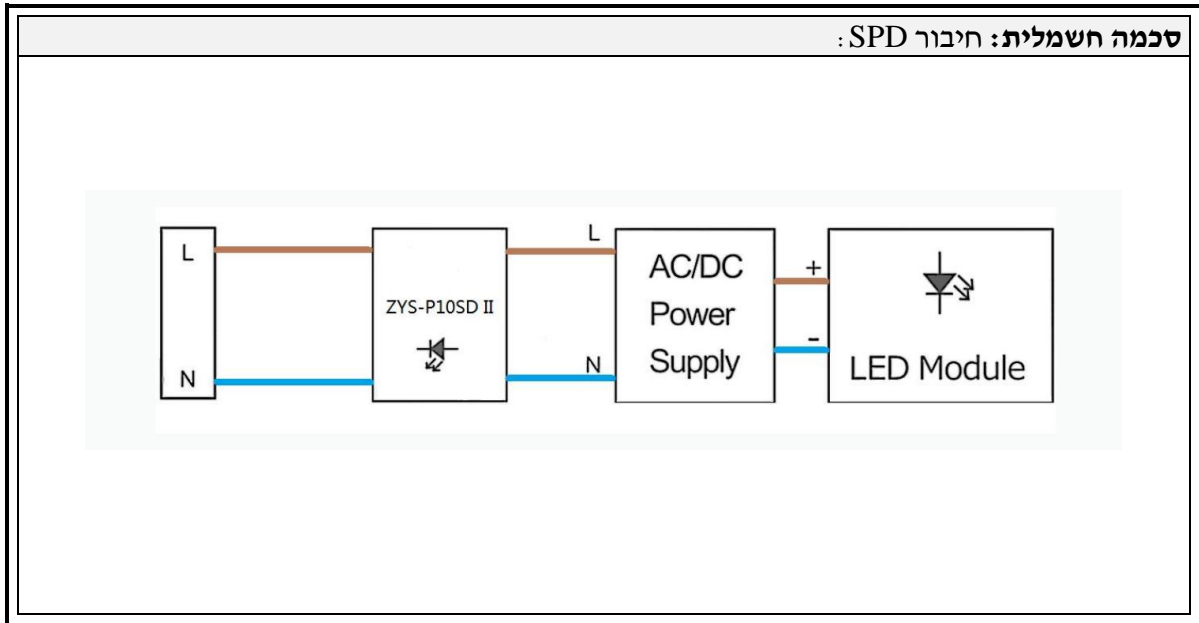 סכמה חשמלית: חיבור SPD:
L
N
ZYS-P10SD II
L
N
AC/DC
Power
Supply
+
-
LED Module